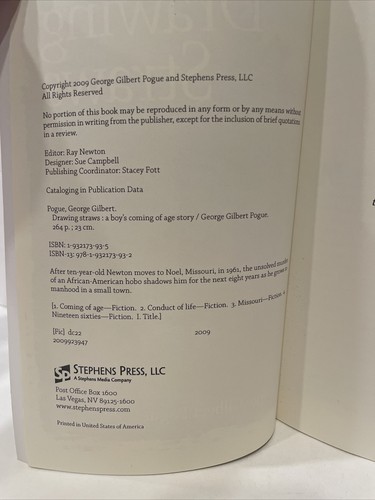 Drawing
Copyright 2009 George Gilbert Pogue and Stephens Press, LLC
All Rights Reserved
No portion of this book may be reproduced in any form or by any means without
permission in writing from the publisher, except for the inclusion of brief quotations
in a review.
Editor: Ray Newton
Designer: Sue Campbell
Publishing Coordinator: Stacey Fott
Cataloging in Publication Data
Pogue, George Gilbert.
Drawing straws : a boy's coming of age story / George Gilbert Pogue.
264 p. ; 23 cm.
ISBN: 1-932173-93-5
ISBN-13: 978-1-932173-93-2
After ten-year-old Newton moves to Noel, Missouri, in 1961, the unsolved murder
of an African-American hobo shadows him for the next eight years as he grows to
manhood in a small town.
[1. Coming of age—Fiction. 2. Conduct of life—Fiction. 3. Missouri—Fiction. 4.
Nineteen sixties—Fiction. I. Title.]
[Fic] dc22 2009
2009923947
SP STEPHENS PRESS, LLC
A Stephens Media Company
Post Office Box 1600
Las Vegas, NV 89125-1600
www.stephenspress.com
Printed in United States of America